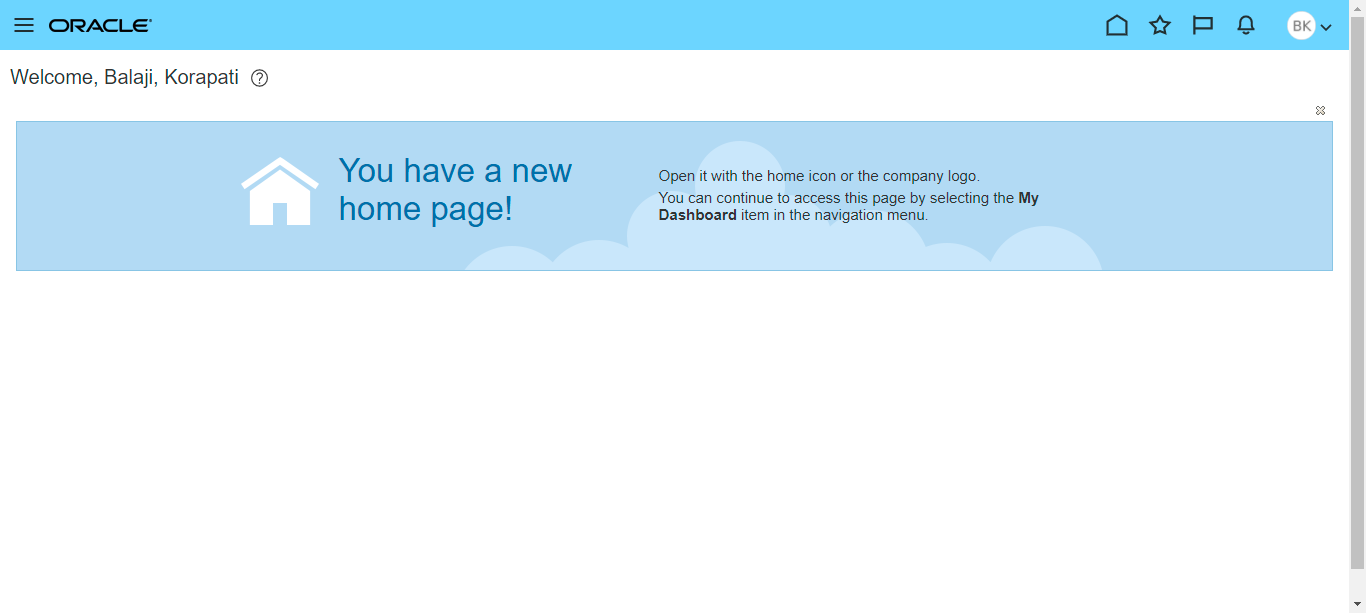 ORACLE
BK
Welcome, Balaji, Korapati
You have a new
home page!
Open it with the home icon or the company logo.
You can continue to access this page by selecting the My
Dashboard item in the navigation menu.